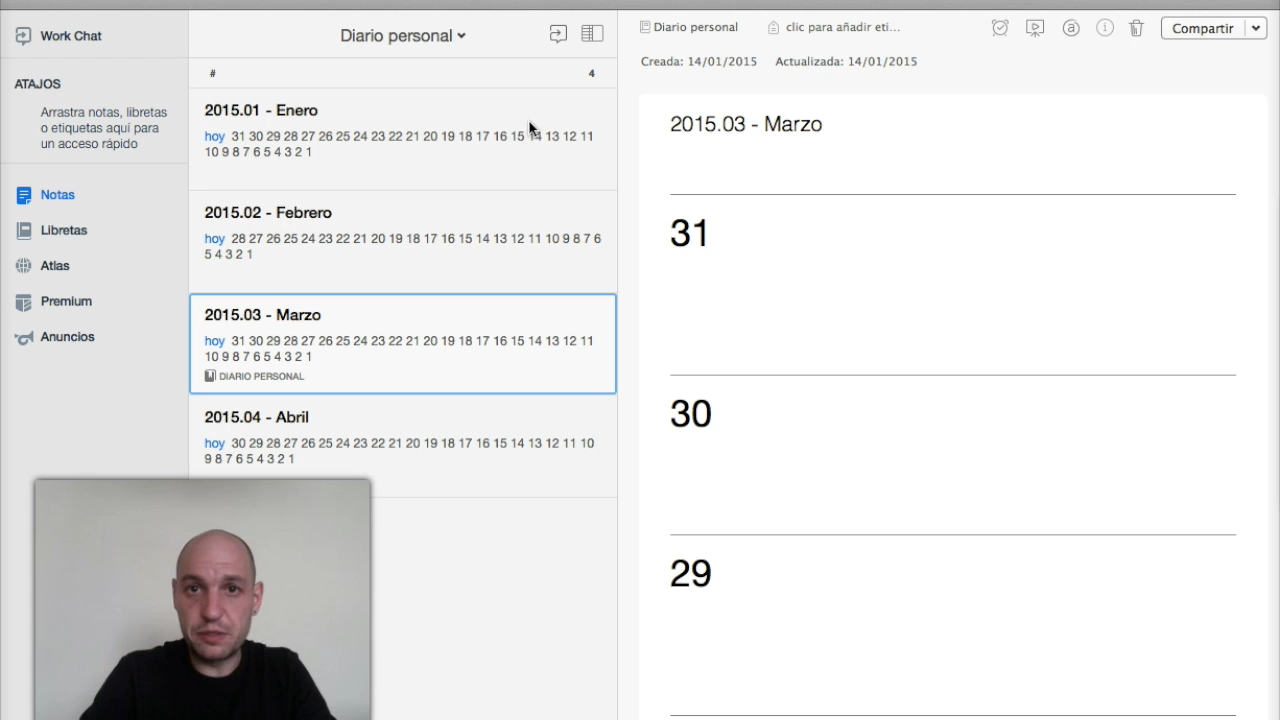 Work Chat
ATAJOS
Arrastra notas, libretas
o etiquetas aquí para
un acceso rápido
Notas
Libretas
Atlas
Premium
Anuncios
Diario personal
# 4
2015.01 - Enero
hoy 31 30 29 28 27 26 25 24 23 22 21 20 19 18 17 16 15 14 13 12 11
10 9 8 7 6 5 4 3 2 1
2015.02 - Febrero
hoy 28 27 26 25 24 23 22 21 20 19 18 17 16 15 14 13 12 11 10 9 8 7 6
5 4 3 2 1
2015.03 - Marzo
hoy 31 30 29 28 27 26 25 24 23 22 21 20 19 18 17 16 15 14 13 12 11
10 9 8 7 6 5 4 3 2 1
DIARIO PERSONAL
2015.04 - Abril
hoy 30 29 28 27 26 25 24 23 22 21 20 19 18 17 16 15 14 13 12 11 10
9 8 7 6 5 4 3 2 1
Diario personal clic para añadir eti... Compartir
Creada: 14/01/2015 Actualizada: 14/01/2015
2015.03 - Marzo
31
30
29